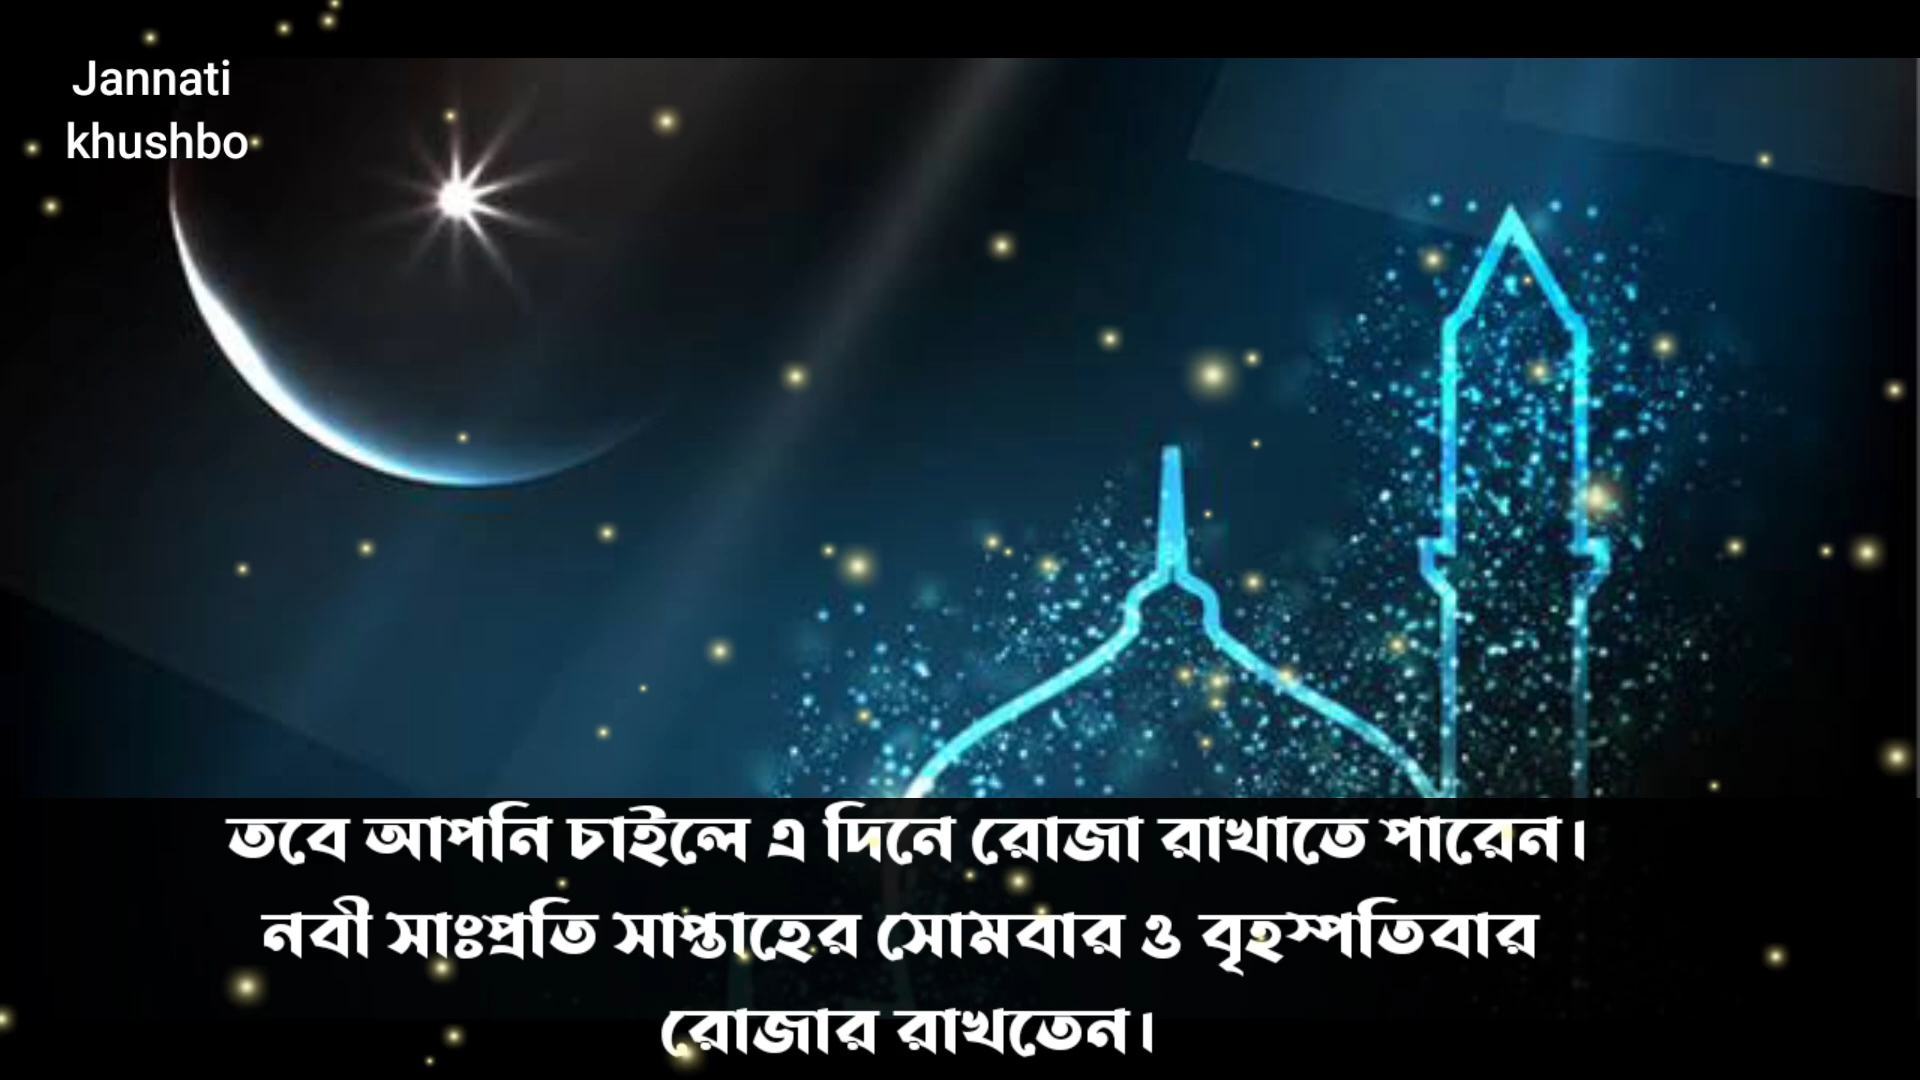 Jannati
khushbo
তবে আপনি চাইলে এ দিনে রোজা রাখাতে পারেন।
নবী সাঃপ্রতি সাপ্তাহের সোমবার ও বৃহস্পতিবার
রোজার রাখতেন।